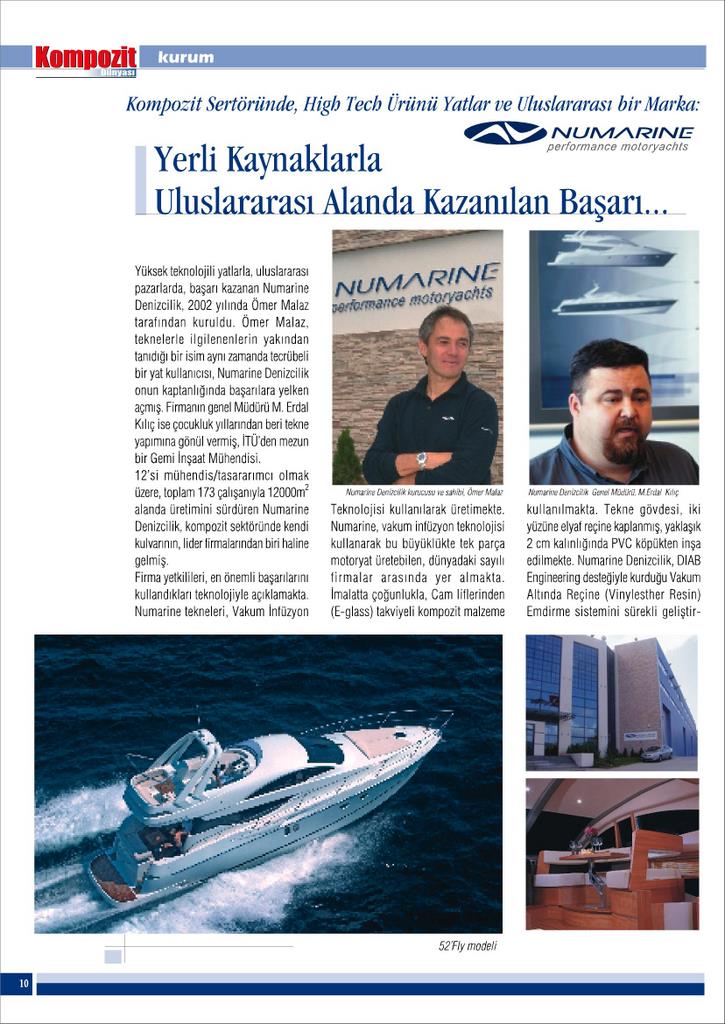 Kompozit
Dünyası
kurum
Kompozit Sertöründe, High Tech Ürünü Yatlar ve Uluslararası bir Marka:
NUMARINE
performance motoryachts
Yerli Kaynaklarla
Uluslararası Alanda Kazanılan Başarı...
Yüksek teknolojili yatlarla, uluslararası
pazarlarda, başarı kazanan Numarine
Denizcilik, 2002 yılında Ömer Malaz
tarafından kuruldu. Ömer Malaz,
teknelerle ilgilenenlerin yakından
tanıdığı bir isim aynı zamanda tecrübeli
bir yat kullanıcısı, Numarine Denizcilik
onun kaptanlığında başarılara yelken
açmış. Firmanın genel Müdürü M. Erdal
Kılıç ise çocukluk yıllarından beri tekne
yapımına gönül vermiş, İTÜ'den mezun
bir Gemi İnşaat Mühendisi.
12'si mühendis/tasararımcı olmak
üzere, toplam 173 çalışanıyla 12000m²
alanda üretimini sürdüren Numarine
Denizcilik, kompozit sektöründe kendi
kulvarının, lider firmalarından biri haline
gelmiş.
Firma yetkilileri, en önemli başarılarını
kullandıkları teknolojiyle açıklamakta.
Numarine tekneleri, Vakum İnfüzyon
NUMARINE
performance motoryachts
Numarine Denizcilik kurucusu ve sahibi, Ömer Malaz
Teknolojisi kullanılarak üretimekte.
Numarine, vakum infüzyon teknolojisi
kullanarak bu büyüklükte tek parça
motoryat üretebilen, dünyadaki sayılı
firmalar arasında yer almakta.
İmalatta çoğunlukla, Cam liflerinden
(E-glass) takviyeli kompozit malzeme
Numarine Denizcilik Genel Müdürü, M.Erdal Kılıç
kullanılmakta. Tekne gövdesi, iki
yüzüne elyaf reçine kaplanmış, yaklaşık
2 cm kalınlığında PVC köpükten inşa
edilmekte. Numarine Denizcilik, DIAB
Engineering desteğiyle kurduğu Vakum
Altında Reçine (Vinylesther Resin)
Emdirme sistemini sürekli geliştir-
52'Fly modeli
10